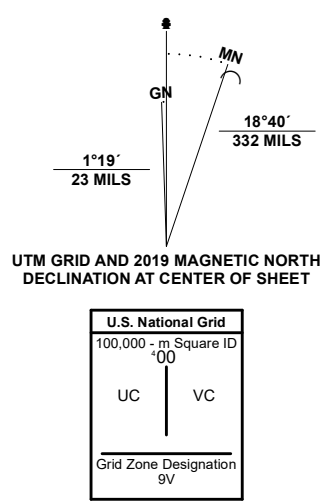 MN
GN
18°40´
332 MILS
1°19´
23 MILS
UTM GRID AND 2019 MAGNETIC NORTH
DECLINATION AT CENTER OF SHEET
U.S. National Grid
100,000 - m Square ID
⁴00
UC VC
Grid Zone Designation
9V